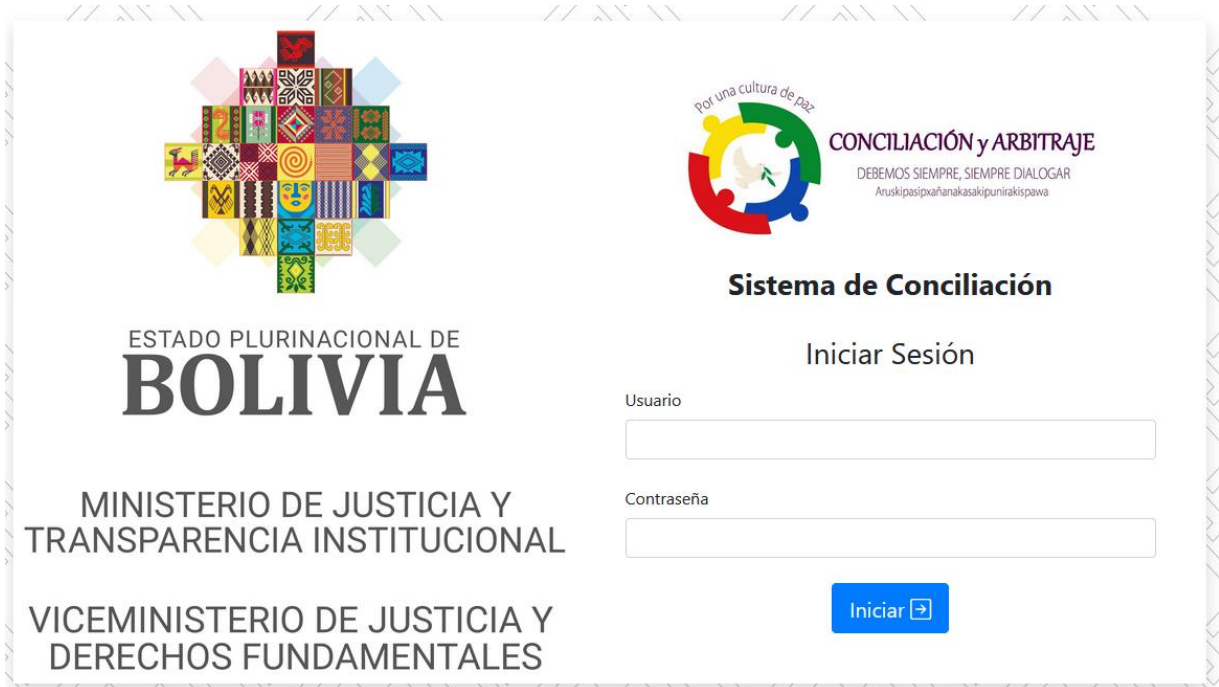 ESTADO PLURINACIONAL DE
BOLIVIA
MINISTERIO DE JUSTICIA Y
TRANSPARENCIA INSTITUCIONAL
VICEMINISTERIO DE JUSTICIA Y
DERECHOS FUNDAMENTALES
Por una cultura de paz
CONCILIACIÓN y ARBITRAJE
DEBEMOS SIEMPRE, SIEMPRE DIALOGAR
Aruskipasipxañanakasakipunirakispawa
Sistema de Conciliación
Iniciar Sesión
Usuario
Contraseña
Iniciar